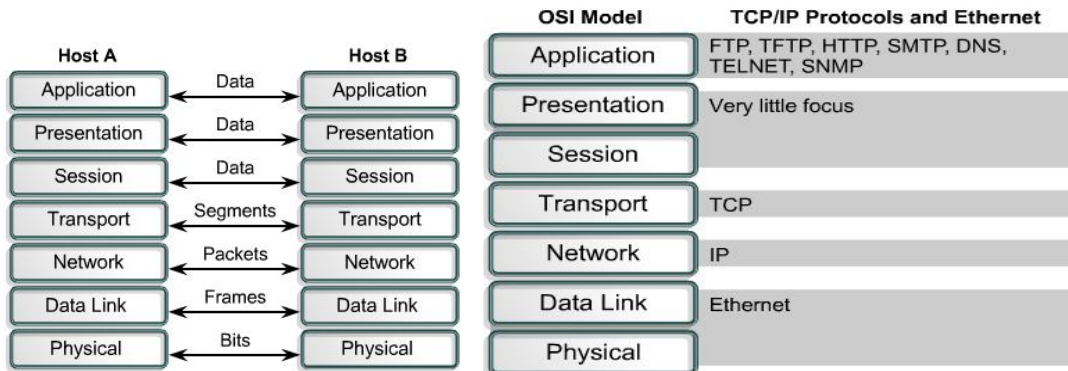 Host A
Host B
Application
Data
Application
Presentation
Data
Presentation
Session
Data
Session
Transport
Segments
Transport
Network
Packets
Network
Data Link
Frames
Data Link
Physical
Bits
Physical
OSI Model
TCP/IP Protocols and Ethernet
Application
FTP, TFTP, HTTP, SMTP, DNS,
TELNET, SNMP
Presentation
Very little focus
Session
Transport
TCP
Network
IP
Data Link
Ethernet
Physical